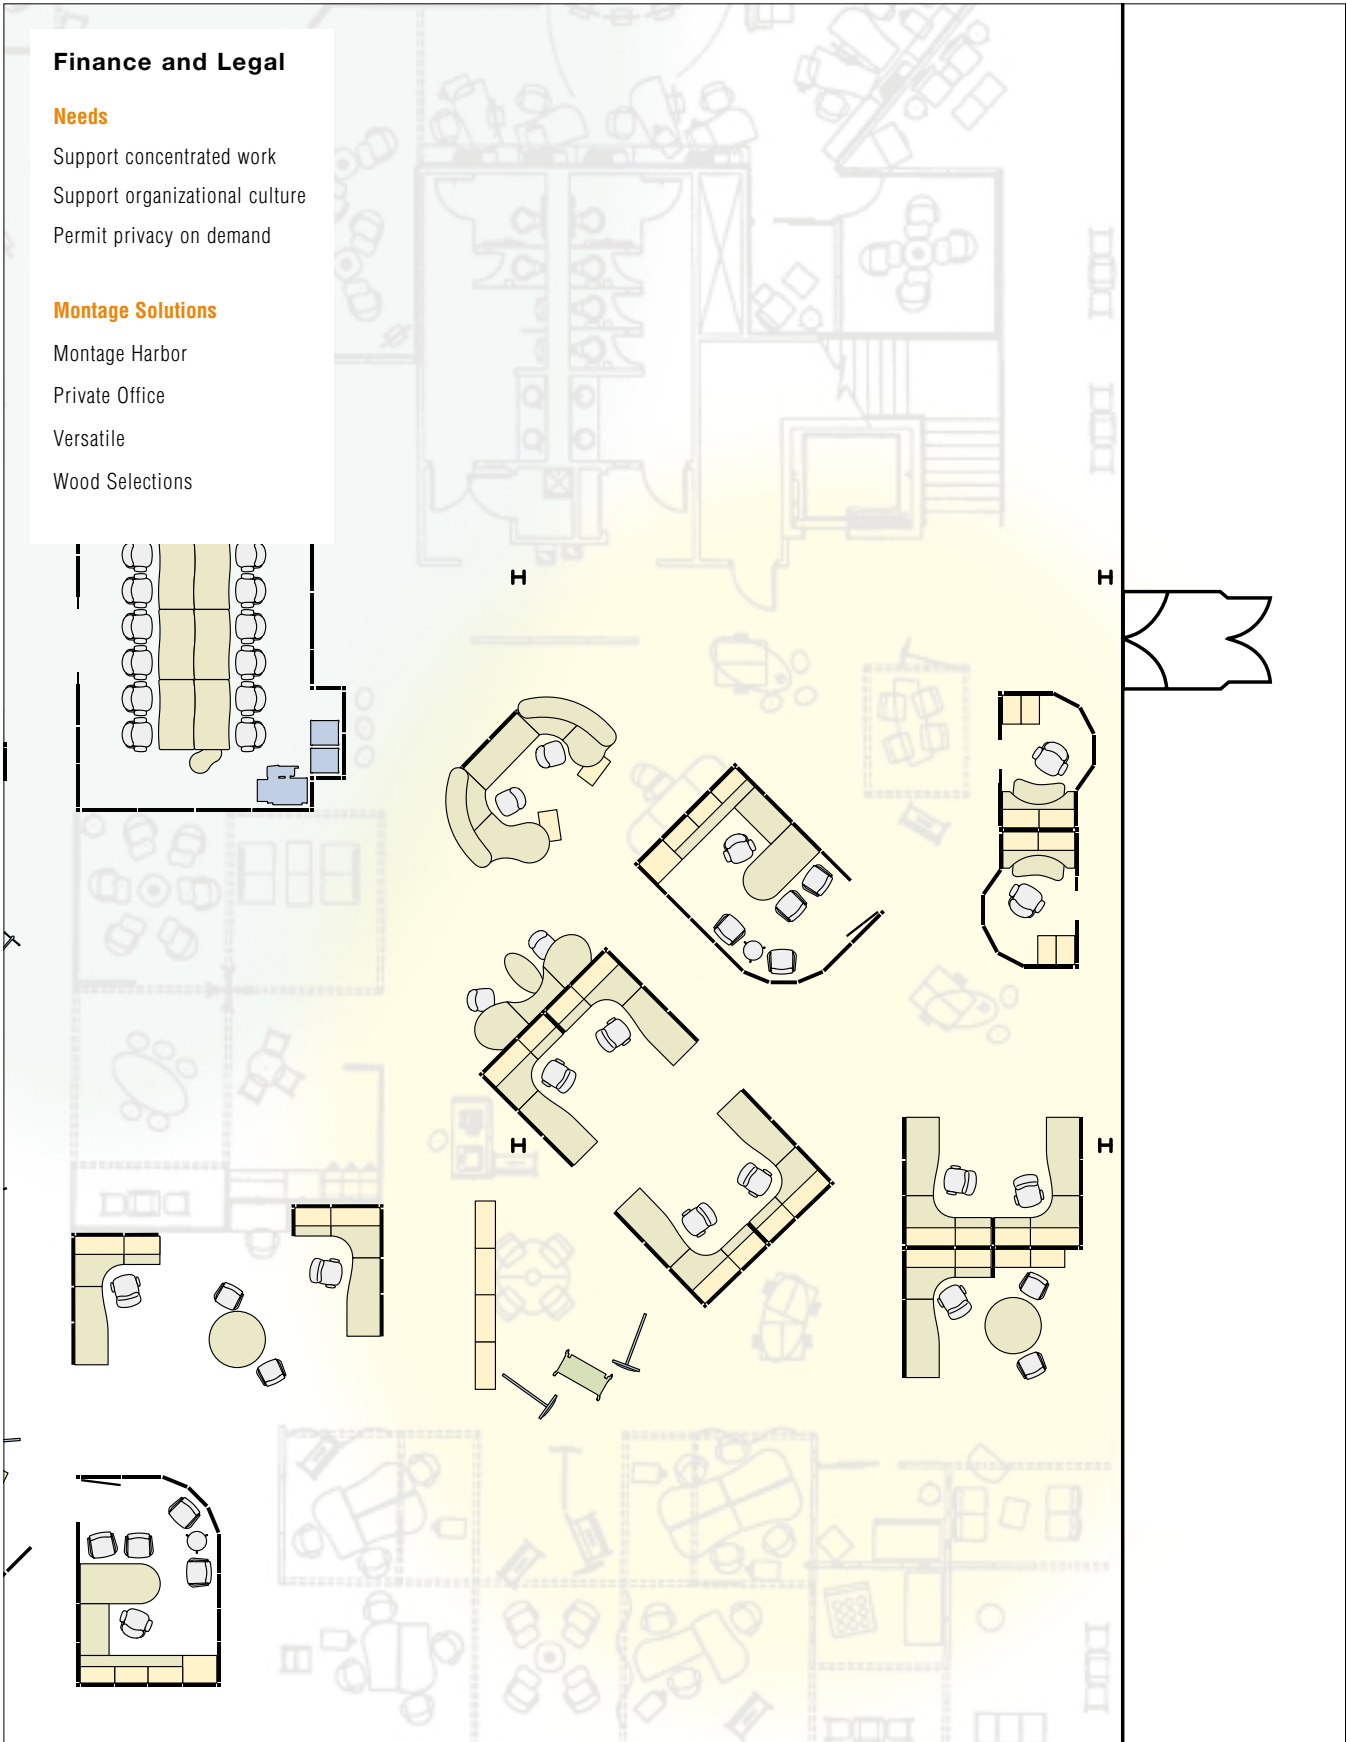 Finance and Legal
Needs
Support concentrated work
Support organizational culture
Permit privacy on demand
Montage Solutions
Montage Harbor
Private Office
Versatile
Wood Selections